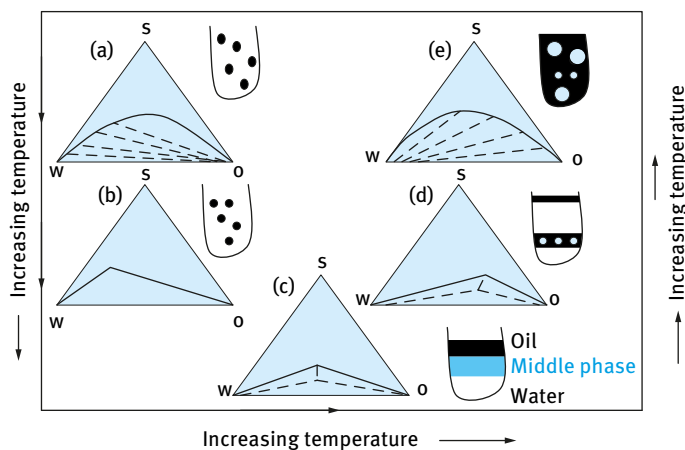 S
(a)
W
O
S
(e)
W
O
S
(b)
W
O
S
(d)
W
O
S
(c)
W
O
Oil
Middle phase
Water
Increasing temperature
Increasing temperature
Increasing temperature